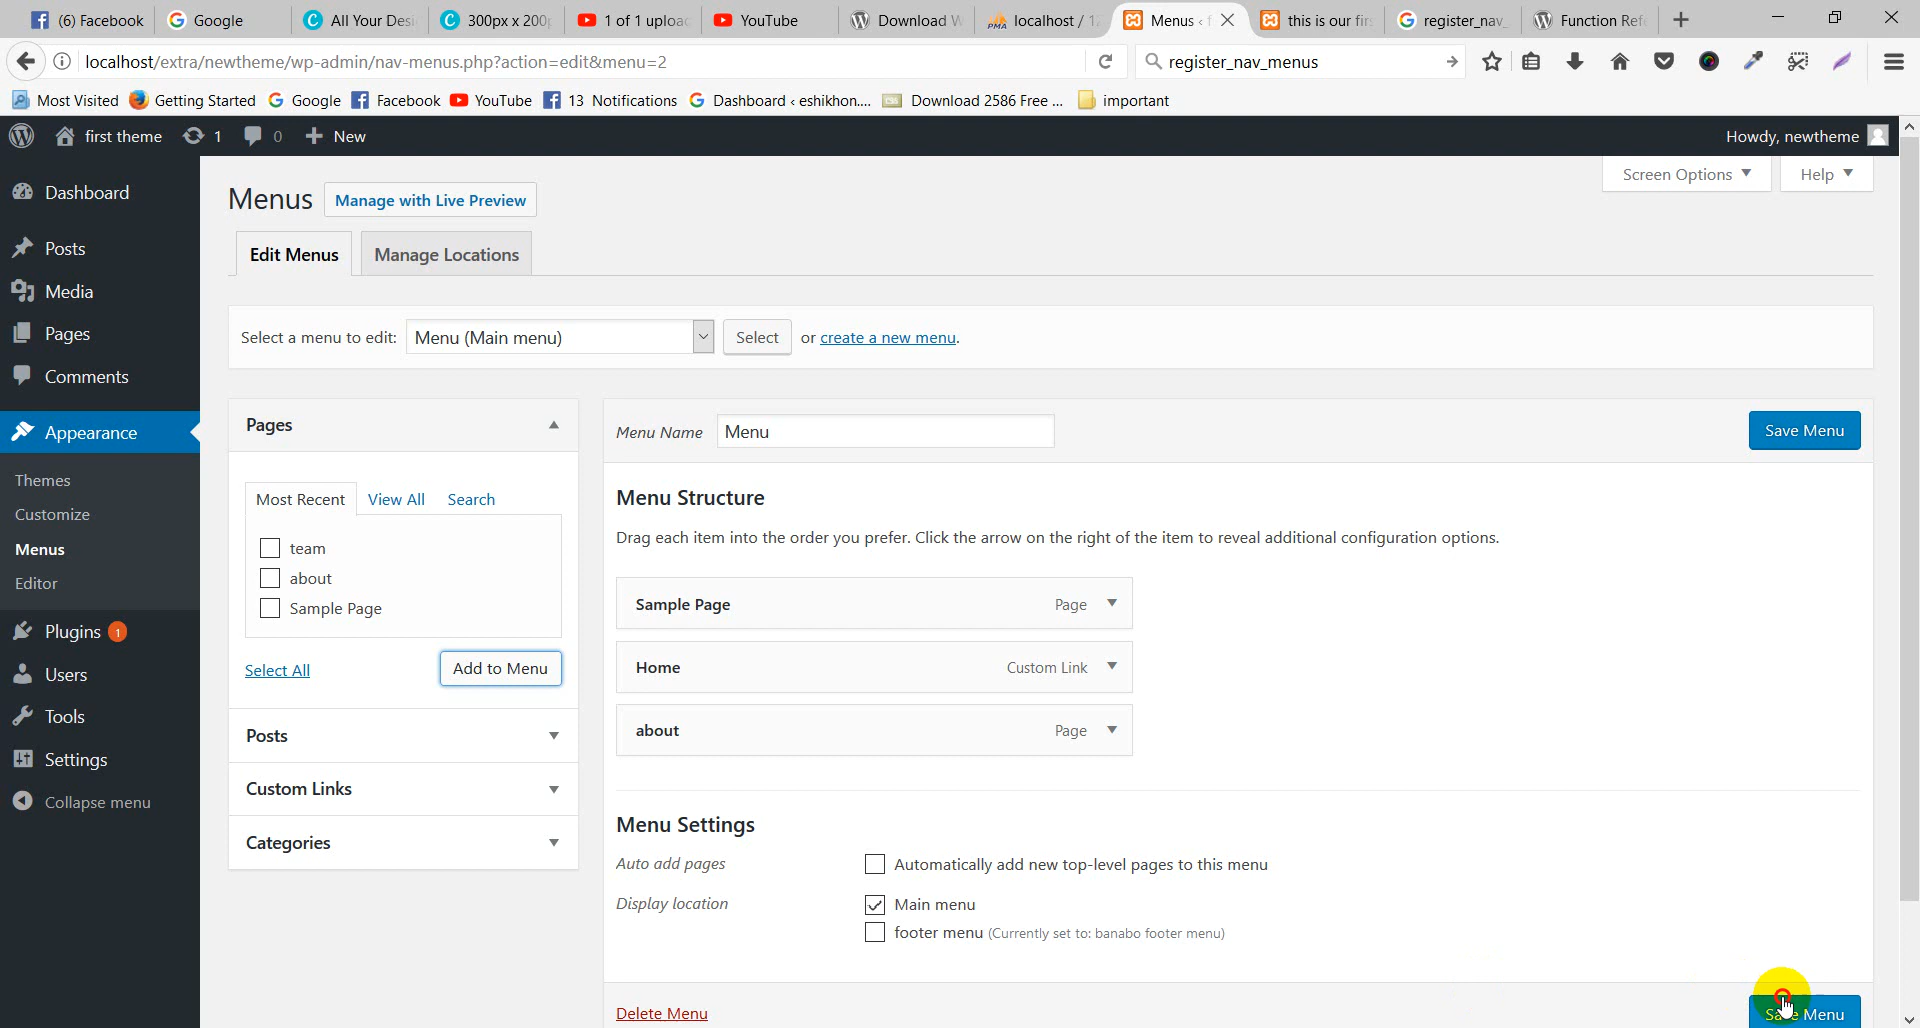 (6) Facebook
Google
All Your Desi
300px x 200p
1 of 1 uploac
YouTube
Download W
localhost / 12
Menus ‹ f
this is our firs
register_nav_
Function Refe
localhost/extra/newtheme/wp-admin/nav-menus.php?action=edit&menu=2
register_nav_menus
Most Visited
Getting Started
Google
Facebook
YouTube
13 Notifications
Dashboard ‹ eshikhon....
Download 2586 Free ...
important
first theme
1
0
New
Howdy, newtheme
Dashboard
Posts
Media
Pages
Comments
Appearance
Themes
Customize
Menus
Editor
Plugins 1
Users
Tools
Settings
Collapse menu
Screen Options
Help
Menus
Manage with Live Preview
Edit Menus
Manage Locations
Select a menu to edit:
Menu (Main menu)
Select
or create a new menu.
Pages
Most Recent
View All
Search
team
about
Sample Page
Select All
Add to Menu
Posts
Custom Links
Categories
Menu Name
Menu
Save Menu
Menu Structure
Drag each item into the order you prefer. Click the arrow on the right of the item to reveal additional configuration options.
Sample Page
Page
Home
Custom Link
about
Page
Menu Settings
Auto add pages
Automatically add new top-level pages to this menu
Display location
Main menu
footer menu (Currently set to: banabo footer menu)
Delete Menu
Save Menu